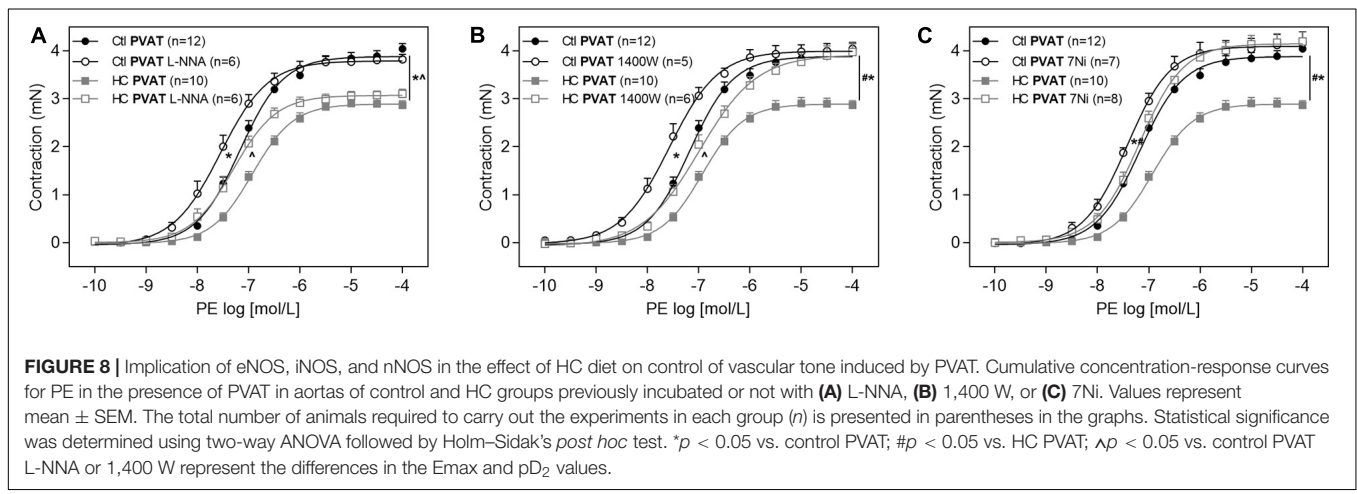 A
Ctl PVAT (n=12)
Ctl PVAT L-NNA (n=6)
HC PVAT (n=10)
HC PVAT L-NNA (n=6)
*^
*
^
Contraction (mN)
4
3
2
1
0
-10 -9 -8 -7 -6 -5 -4
PE log [mol/L]
B
Ctl PVAT (n=12)
Ctl PVAT 1400W (n=5)
HC PVAT (n=10)
HC PVAT 1400W (n=6)
#*
*
^
Contraction (mN)
4
3
2
1
0
-10 -9 -8 -7 -6 -5 -4
PE log [mol/L]
C
Ctl PVAT (n=12)
Ctl PVAT 7Ni (n=7)
HC PVAT (n=10)
HC PVAT 7Ni (n=8)
#*
*#
Contraction (mN)
4
3
2
1
0
-10 -9 -8 -7 -6 -5 -4
PE log [mol/L]
FIGURE 8 | Implication of eNOS, iNOS, and nNOS in the effect of HC diet on control of vascular tone induced by PVAT. Cumulative concentration-response curves
for PE in the presence of PVAT in aortas of control and HC groups previously incubated or not with (A) L-NNA, (B) 1,400 W, or (C) 7Ni. Values represent
mean ± SEM. The total number of animals required to carry out the experiments in each group (n) is presented in parentheses in the graphs. Statistical significance
was determined using two-way ANOVA followed by Holm–Sidak's post hoc test. *p < 0.05 vs. control PVAT; #p < 0.05 vs. HC PVAT; ʌp < 0.05 vs. control PVAT
L-NNA or 1,400 W represent the differences in the Emax and pD₂ values.